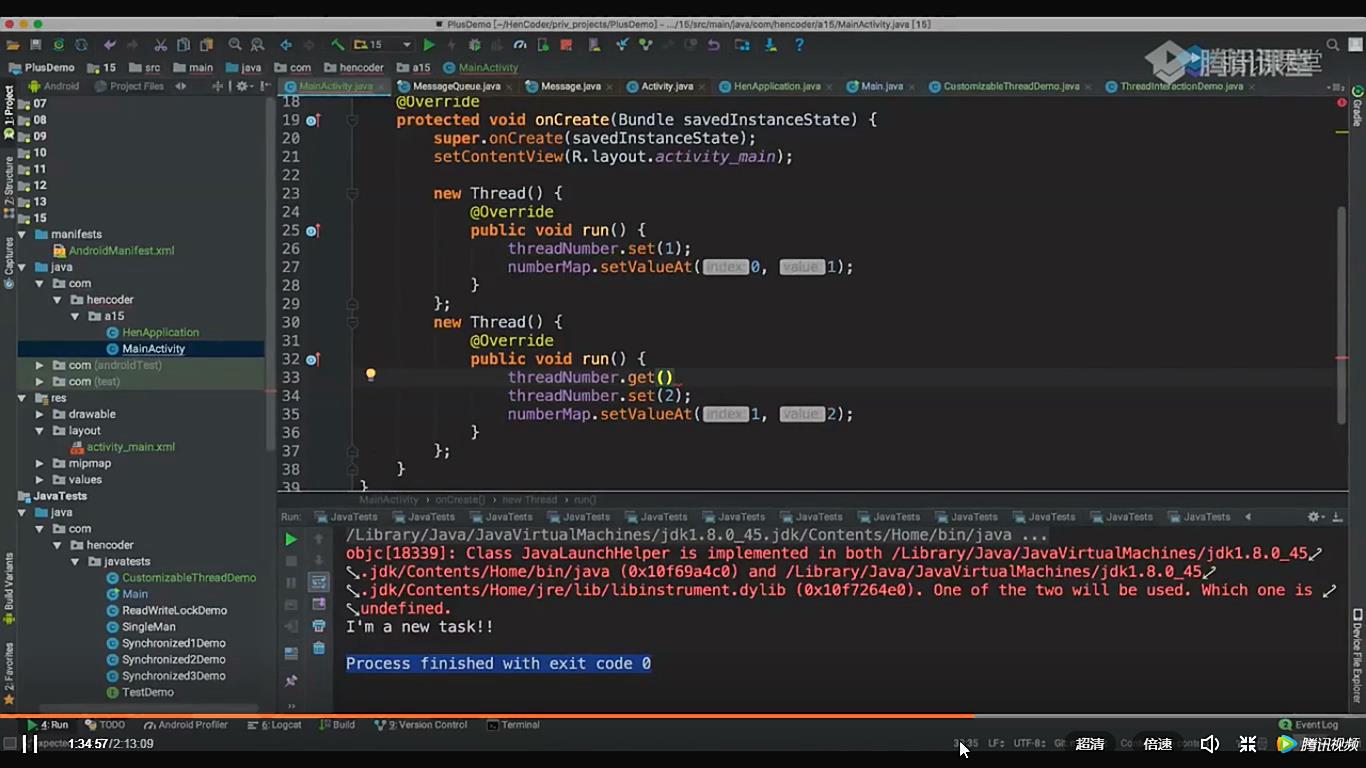 PlusDemo [~/HenCoder/priv_projects/PlusDemo] - .../15/src/main/java/com/hencoder/a15/MainActivity.java [15]
15
腾讯课堂
PlusDemo 15 src main java com hencoder a15 MainActivity
Android Project Files
MainActivity.java MessageQueue.java Message.java Activity.java HenApplication.java Main.java CustomizableThreadDemo.java ThreadInteractionDemo.java
1: Project
7: Structure
Captures
Build Variants
2: Favorites
07
08
09
10
11
12
13
15
manifests
AndroidManifest.xml
java
com
hencoder
a15
HenApplication
MainActivity
com (androidTest)
com (test)
res
drawable
layout
activity_main.xml
mipmap
values
JavaTests
java
com
hencoder
javatests
CustomizableThreadDemo
Main
ReadWriteLockDemo
SingleMan
Synchronized1Demo
Synchronized2Demo
Synchronized3Demo
TestDemo
18 @Override
19 protected void onCreate(Bundle savedInstanceState) {
20 super.onCreate(savedInstanceState);
21 setContentView(R.layout.activity_main);
22
23 new Thread() {
24 @Override
25 public void run() {
26 threadNumber.set(1);
27 numberMap.setValueAt( index: 0, value: 1);
28 }
29 };
30 new Thread() {
31 @Override
32 public void run() {
33 threadNumber.get()
34 threadNumber.set(2);
35 numberMap.setValueAt( index: 1, value: 2);
36 }
37 };
38 }
39 }
MainActivity onCreate() new Thread run()
Run: JavaTests JavaTests JavaTests JavaTests JavaTests JavaTests JavaTests JavaTests JavaTests JavaTests JavaTests JavaTests
/Library/Java/JavaVirtualMachines/jdk1.8.0_45.jdk/Contents/Home/bin/java ...
objc[18339]: Class JavaLaunchHelper is implemented in both /Library/Java/JavaVirtualMachines/jdk1.8.0_45
.jdk/Contents/Home/bin/java (0x10f69a4c0) and /Library/Java/JavaVirtualMachines/jdk1.8.0_45
.jdk/Contents/Home/jre/lib/libinstrument.dylib (0x10f7264e0). One of the two will be used. Which one is
undefined.
I'm a new task!!
Process finished with exit code 0
Gradle
Device File Explorer
4: Run TODO Android Profiler 6: Logcat Build 9: Version Control Terminal Event Log
1:34:57/2:13:09
LF UTF-8
超清 倍速 腾讯视频